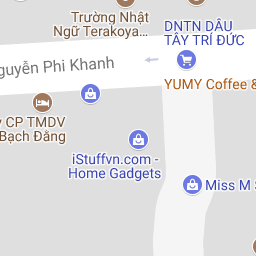 Trường Nhật
Ngữ Terakoya...
DNTN DÂU
TÂY TRÍ ĐỨC
guyễn Phi Khanh
YUMY Coffee &
y CP TMDV
Bạch Đằng
iStuffvn.com -
Home Gadgets
Miss M S